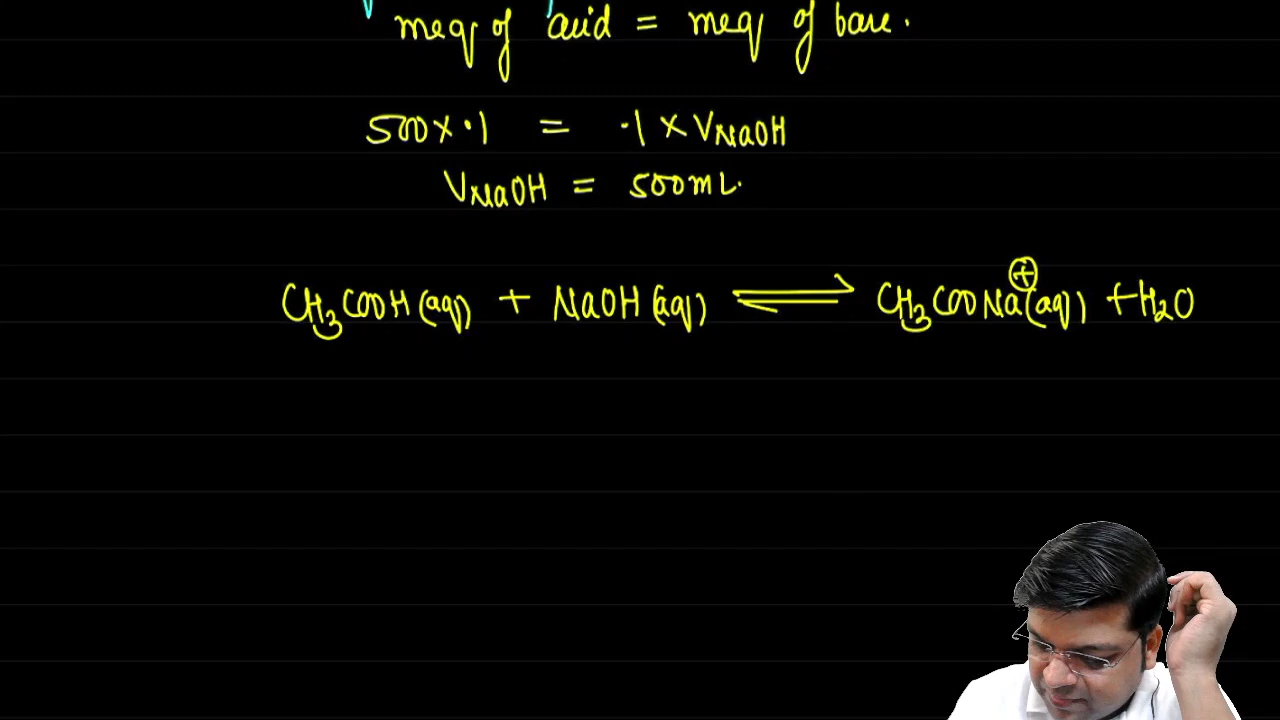 meq of acid = meq of base.
500 × .1 = .1 × VNaOH
VNaOH = 500mL.
CH3COOH (aq) + NaOH (aq) ⇌ CH3COONa⊕ (aq) + H2O